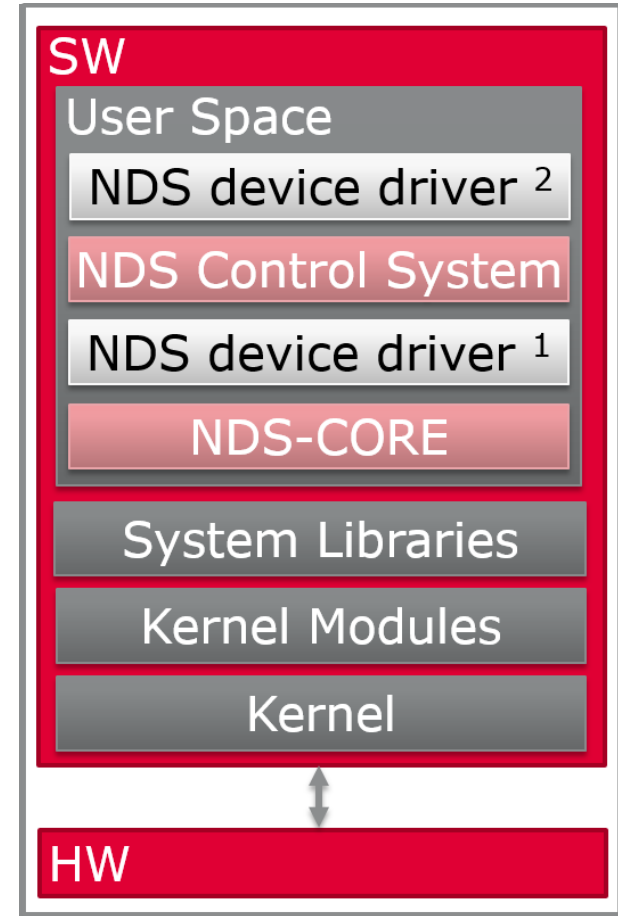 SW
User Space
NDS device driver ²
NDS Control System
NDS device driver ¹
NDS-CORE
System Libraries
Kernel Modules
Kernel
HW